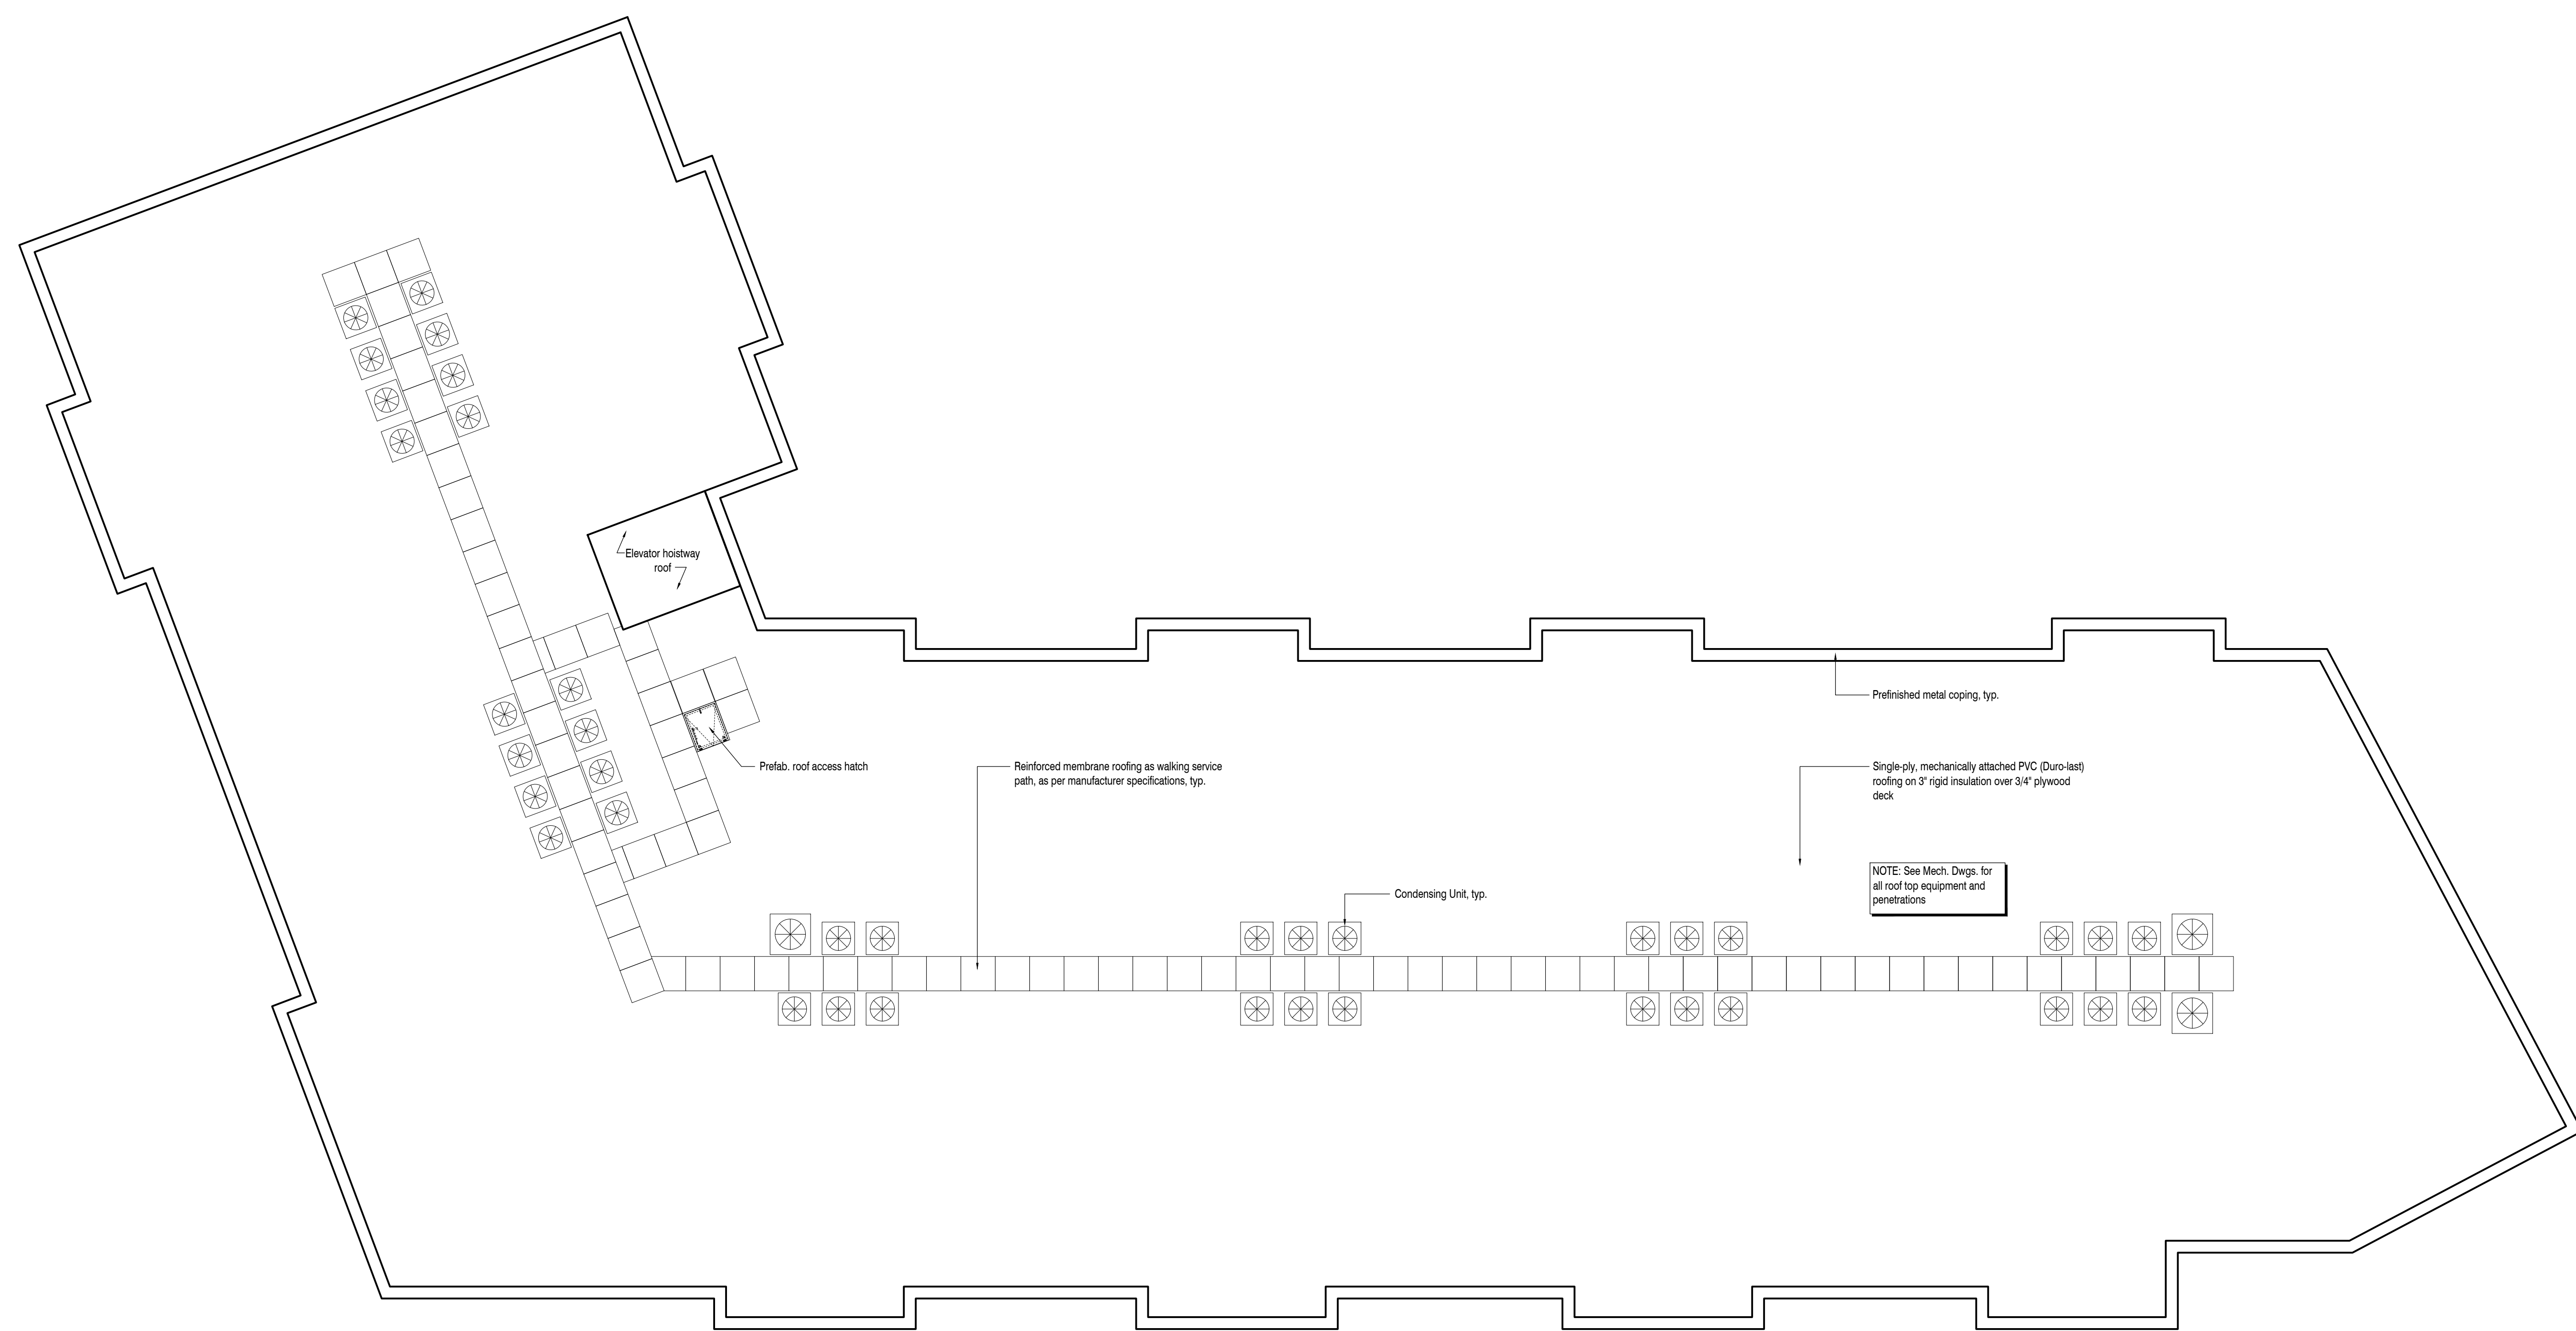 Elevator hoistway
roof
Prefinished metal coping, typ.
Prefab. roof access hatch
Reinforced membrane roofing as walking service
path, as per manufacturer specifications, typ.
Single-ply, mechanically attached PVC (Duro-last)
roofing on 3" rigid insulation over 3/4" plywood
deck
NOTE: See Mech. Dwgs. for
all roof top equipment and
penetrations
Condensing Unit, typ.